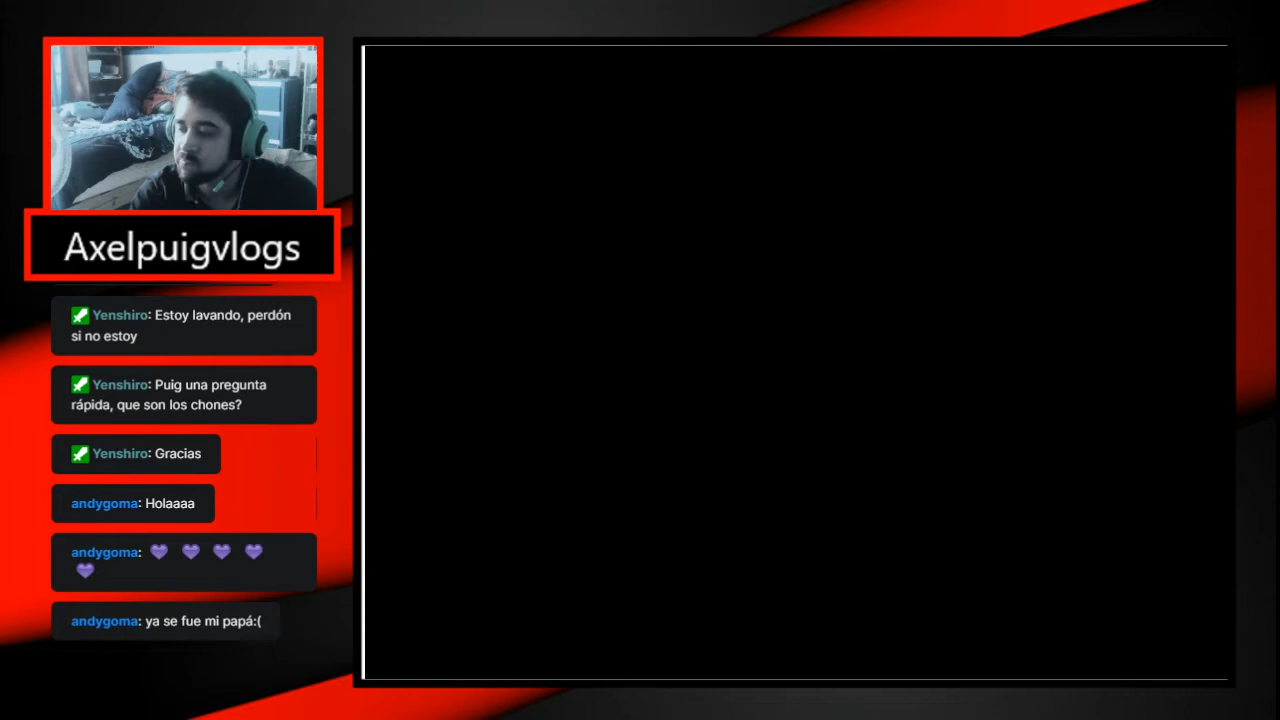 Axelpuigvlogs
Yenshiro: Estoy lavando, perdón
si no estoy
Yenshiro: Puig una pregunta
rápida, que son los chones?
Yenshiro: Gracias
andygoma: Holaaaa
andygoma: 💜 💜 💜 💜
💜
andygoma: ya se fue mi papá:(